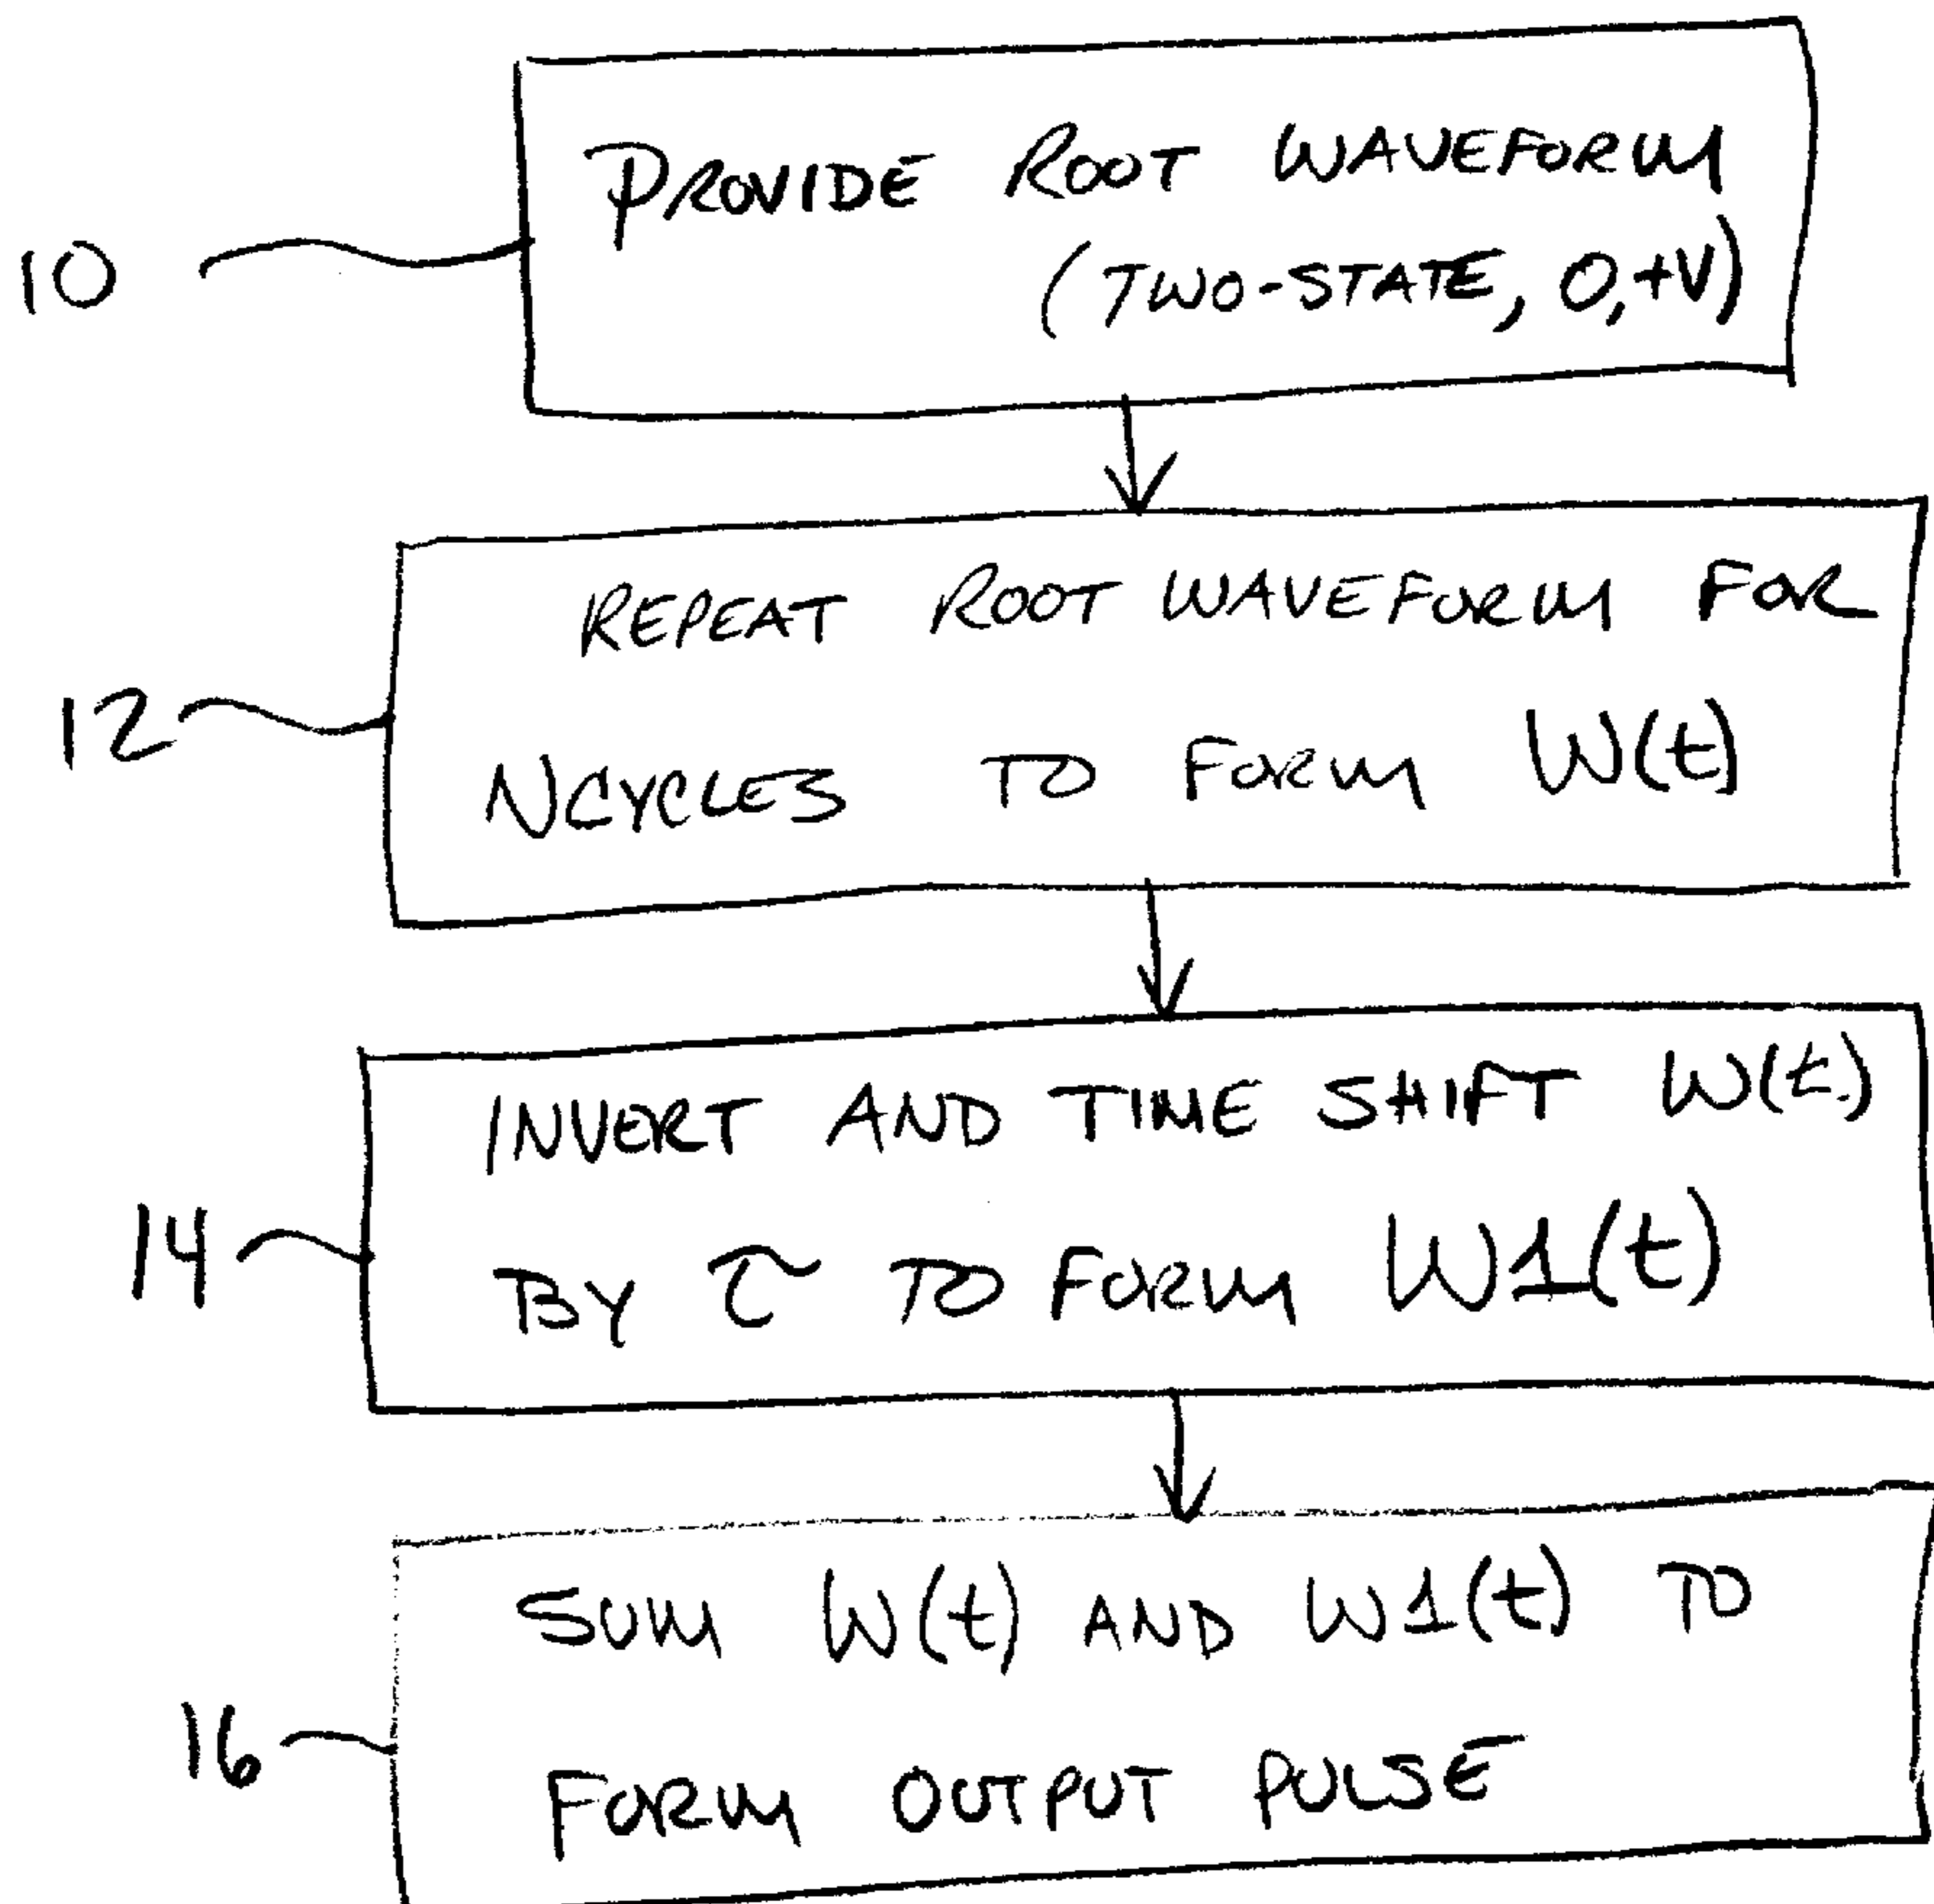 PROVIDE ROOT WAVEFORM
(TWO-STATE, 0,+V)
10
REPEAT ROOT WAVEFORM FOR
12
NCYCLES TO FORM W(t)
INVERT AND TIME SHIFT W(t)
14
BY τ TO FORM W1(t)
SUM W(t) AND W1(t) TO
16
FORM OUTPUT PULSE